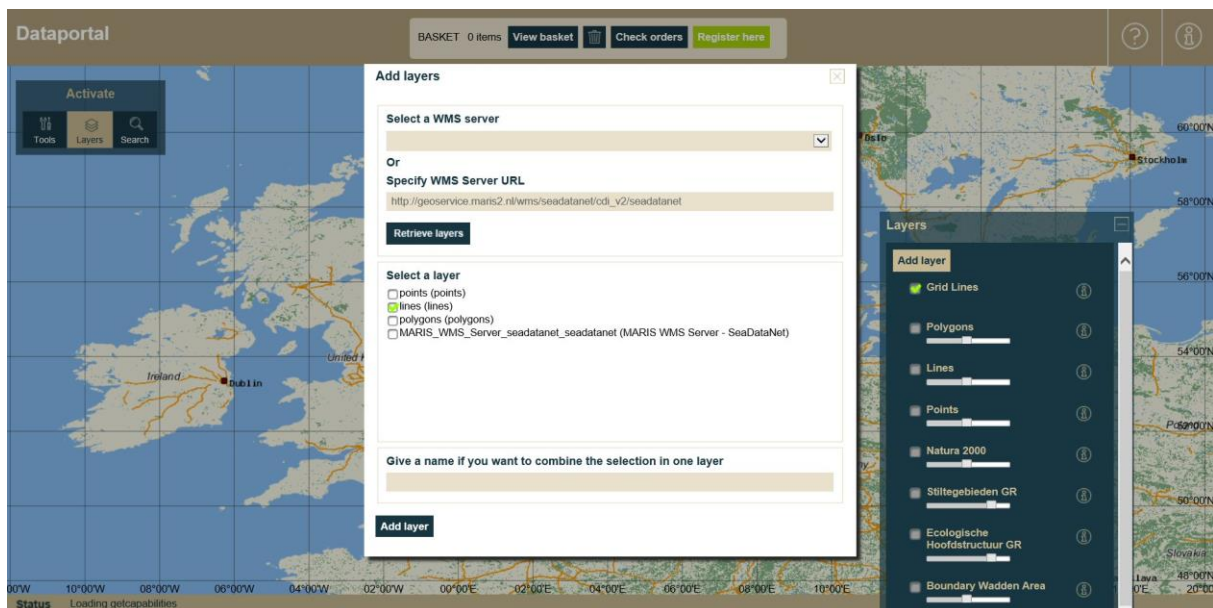 Dataportal
BASKET 0 items View basket Check orders Register here
Activate
Tools Layers Search
Add layers
Select a WMS server
Or
Specify WMS Server URL
http://geoservice.maris2.nl/wms/seadatanet/cdi_v2/seadatanet
Retrieve layers
Select a layer
points (points)
lines (lines)
polygons (polygons)
MARIS_WMS_Server_seadatanet_seadatanet (MARIS WMS Server - SeaDataNet)
Give a name if you want to combine the selection in one layer
Add layer
Layers
Add layer
Grid Lines
Polygons
Lines
Points
Natura 2000
Stiltegebieden GR
Ecologische
Hoofdstructuur GR
Boundary Wadden Area
Ireland
Dublin
United
Oslo
Stockholm
Slovakia
60°00'N
58°00'N
56°00'N
54°00'N
50°00'N
48°00'N
10°00'W 08°00'W 06°00'W 04°00'W 02°00'W 00°00'E 02°00'E 04°00'E 06°00'E 08°00'E 10°00'E
Status Loading getcapabilities